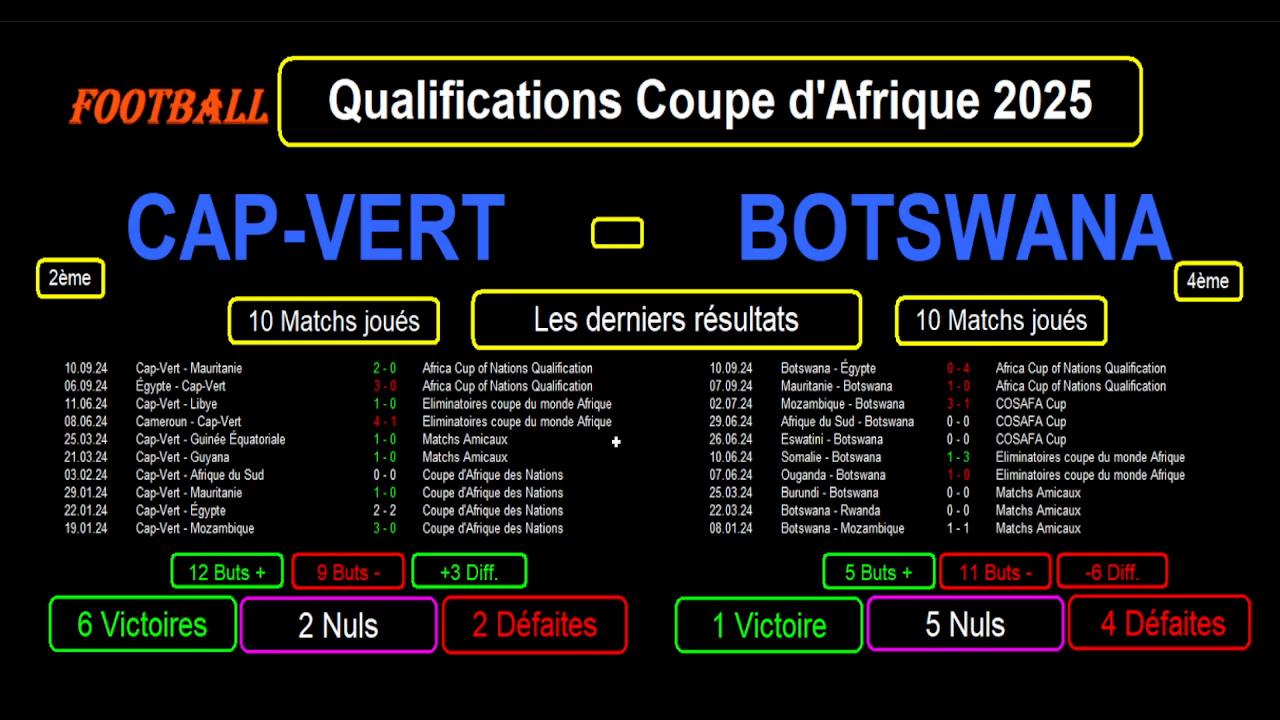 FOOTBALL
Qualifications Coupe d'Afrique 2025
CAP-VERT
BOTSWANA
2ème
4ème
10 Matchs joués
Les derniers résultats
10 Matchs joués
10.09.24 Cap-Vert - Mauritanie 2 - 0 Africa Cup of Nations Qualification
06.09.24 Égypte - Cap-Vert 3 - 0 Africa Cup of Nations Qualification
11.06.24 Cap-Vert - Libye 1 - 0 Eliminatoires coupe du monde Afrique
08.06.24 Cameroun - Cap-Vert 4 - 1 Eliminatoires coupe du monde Afrique
25.03.24 Cap-Vert - Guinée Équatoriale 1 - 0 Matchs Amicaux
21.03.24 Cap-Vert - Guyana 1 - 0 Matchs Amicaux
03.02.24 Cap-Vert - Afrique du Sud 0 - 0 Coupe d'Afrique des Nations
29.01.24 Cap-Vert - Mauritanie 1 - 0 Coupe d'Afrique des Nations
22.01.24 Cap-Vert - Égypte 2 - 2 Coupe d'Afrique des Nations
19.01.24 Cap-Vert - Mozambique 3 - 0 Coupe d'Afrique des Nations
10.09.24 Botswana - Égypte 0 - 4 Africa Cup of Nations Qualification
07.09.24 Mauritanie - Botswana 1 - 0 Africa Cup of Nations Qualification
02.07.24 Mozambique - Botswana 3 - 1 COSAFA Cup
29.06.24 Afrique du Sud - Botswana 0 - 0 COSAFA Cup
26.06.24 Eswatini - Botswana 0 - 0 COSAFA Cup
10.06.24 Somalie - Botswana 1 - 3 Eliminatoires coupe du monde Afrique
07.06.24 Ouganda - Botswana 1 - 0 Eliminatoires coupe du monde Afrique
25.03.24 Burundi - Botswana 0 - 0 Matchs Amicaux
22.03.24 Botswana - Rwanda 0 - 0 Matchs Amicaux
08.01.24 Botswana - Mozambique 1 - 1 Matchs Amicaux
12 Buts + 9 Buts - +3 Diff.
5 Buts + 11 Buts - -6 Diff.
6 Victoires 2 Nuls 2 Défaites
1 Victoire 5 Nuls 4 Défaites